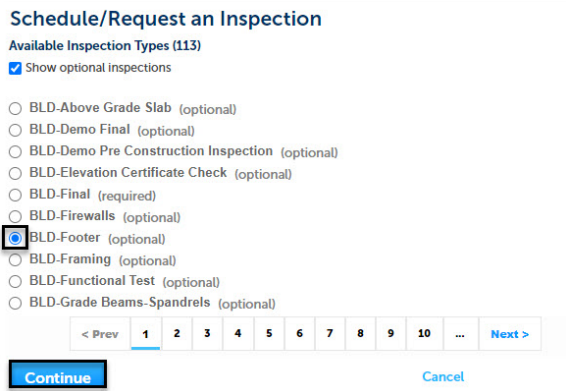 Schedule/Request an Inspection
Available Inspection Types (113)
Show optional inspections
BLD-Above Grade Slab (optional)
BLD-Demo Final (optional)
BLD-Demo Pre Construction Inspection (optional)
BLD-Elevation Certificate Check (optional)
BLD-Final (required)
BLD-Firewalls (optional)
BLD-Footer (optional)
BLD-Framing (optional)
BLD-Functional Test (optional)
BLD-Grade Beams-Spandrels (optional)
< Prev 1 2 3 4 5 6 7 8 9 10 ... Next >
Continue Cancel